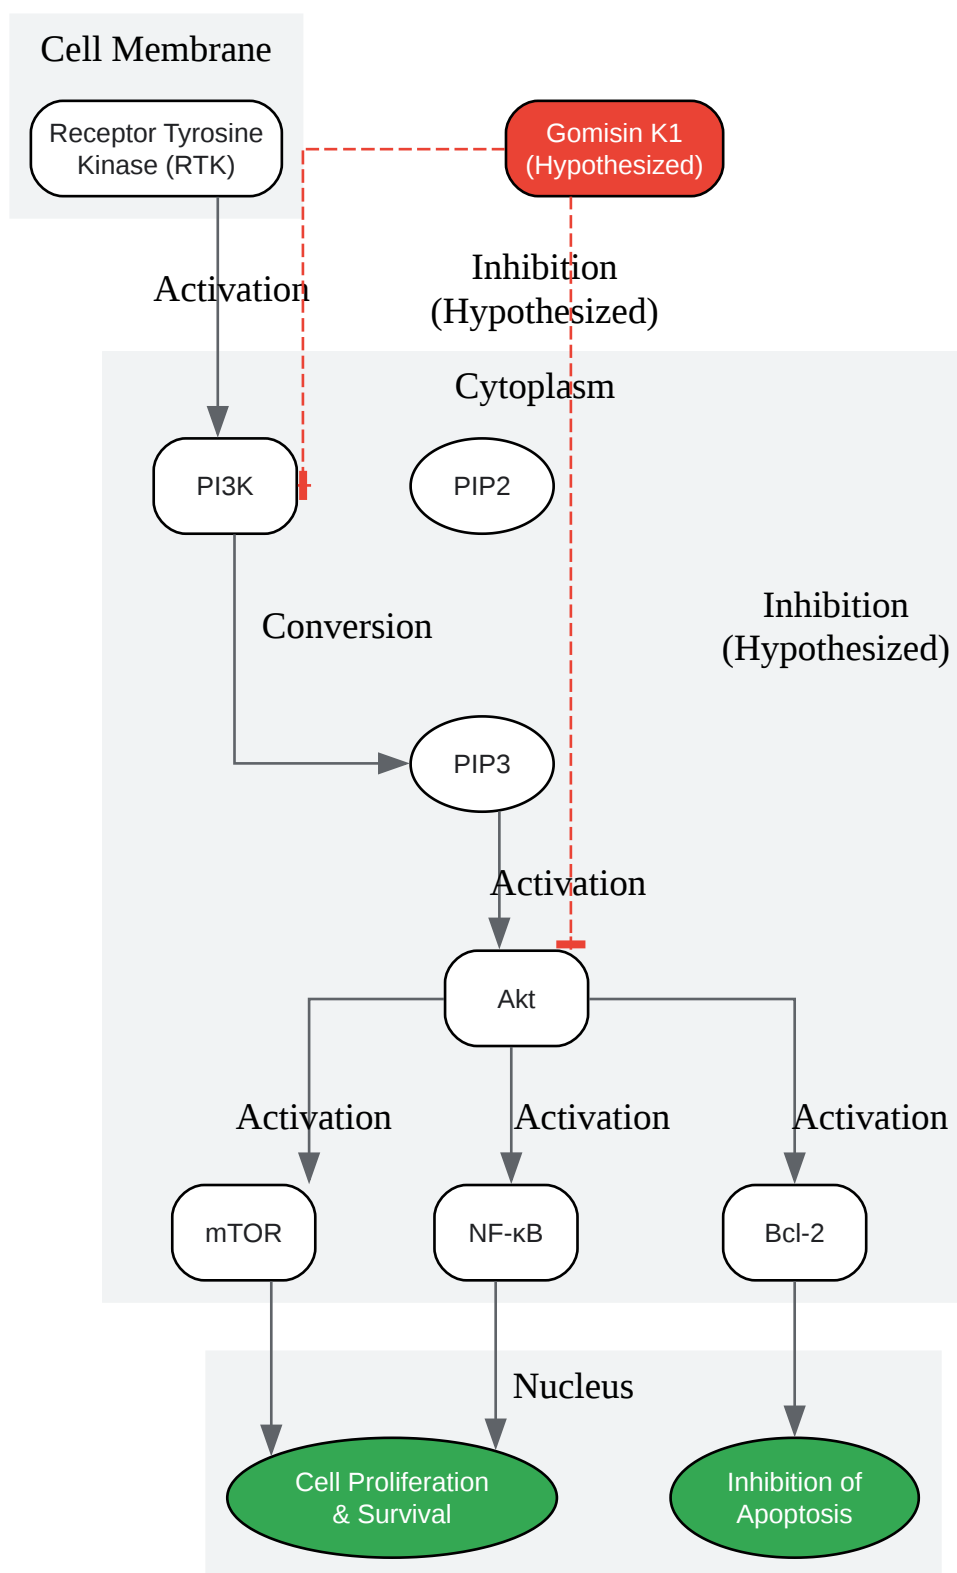 Cell Membrane
Receptor Tyrosine
Kinase (RTK)
Gomisin K1
(Hypothesized)
Activation
Inhibition
(Hypothesized)
Cytoplasm
PI3K
PIP2
Conversion
Inhibition
(Hypothesized)
PIP3
Activation
Akt
Activation
Activation
Activation
mTOR
NF-κB
Bcl-2
Nucleus
Cell Proliferation
& Survival
Inhibition of
Apoptosis